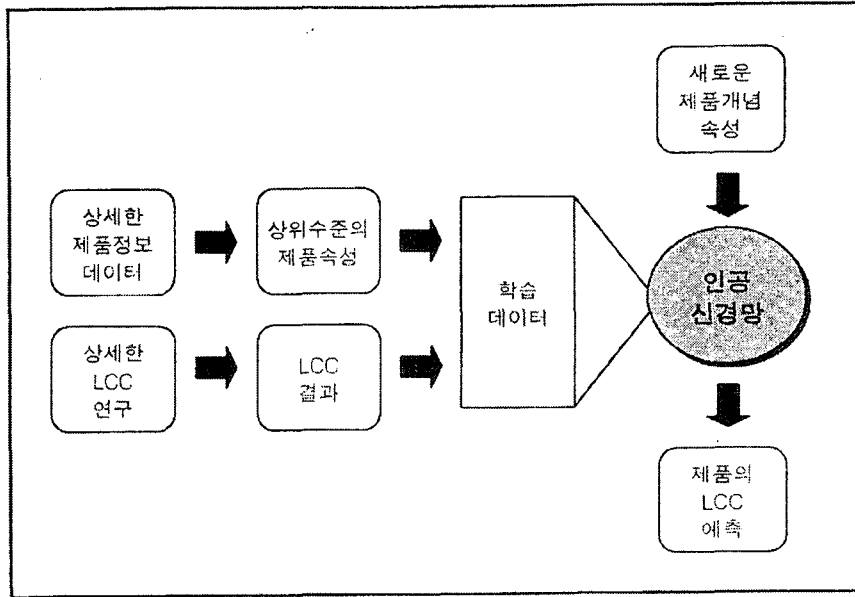 새로운
제품개념
속성
상세한
제품정보
데이터
상위수준의
제품속성
학습
데이터
인공
신경망
상세한
LCC
연구
LCC
결과
제품의
LCC
예측